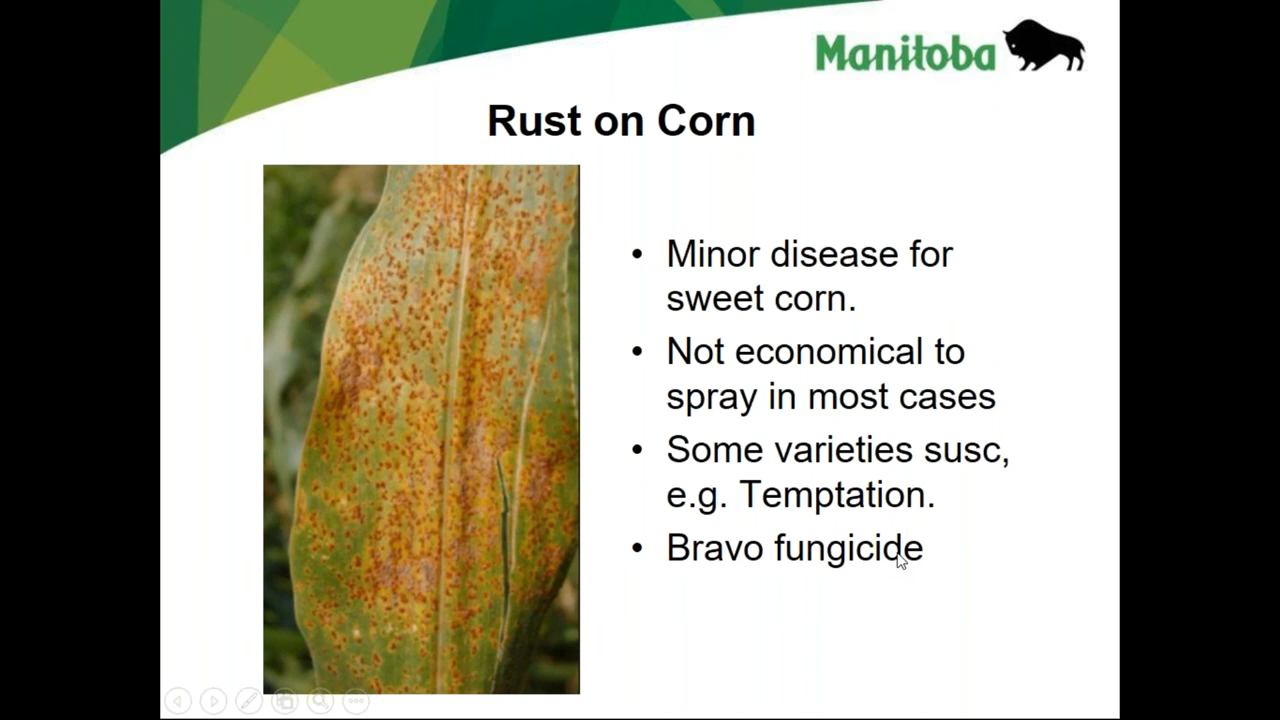 Manitoba
Rust on Corn
• Minor disease for
sweet corn.
• Not economical to
spray in most cases
• Some varieties susc,
e.g. Temptation.
• Bravo fungicide